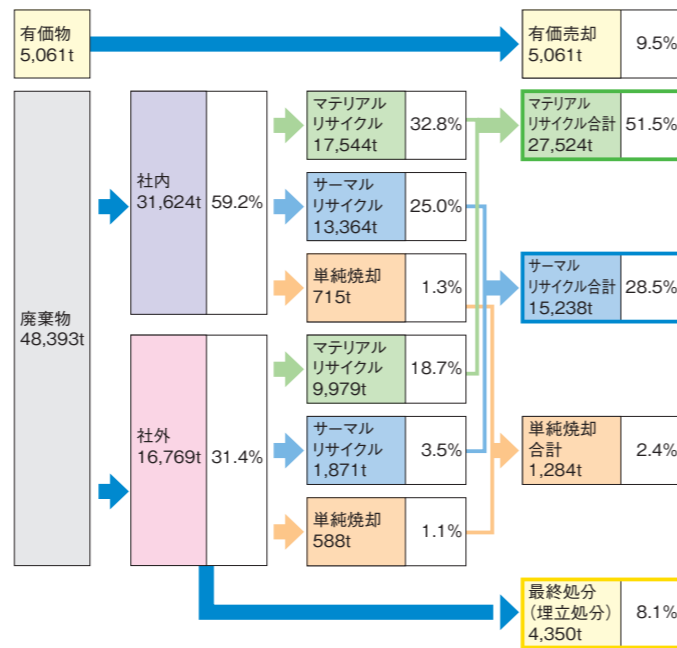 有価物
5,061t
有価売却
5,061t
9.5%
廃棄物
48,393t
社内
31,624t
59.2%
マテリアル
リサイクル
17,544t
32.8%
サーマル
リサイクル
13,364t
25.0%
単純焼却
715t
1.3%
社外
16,769t
31.4%
マテリアル
リサイクル
9,979t
18.7%
サーマル
リサイクル
1,871t
3.5%
単純焼却
588t
1.1%
マテリアル
リサイクル合計
27,524t
51.5%
サーマル
リサイクル合計
15,238t
28.5%
単純焼却
合計
1,284t
2.4%
最終処分
(埋立処分)
4,350t
8.1%